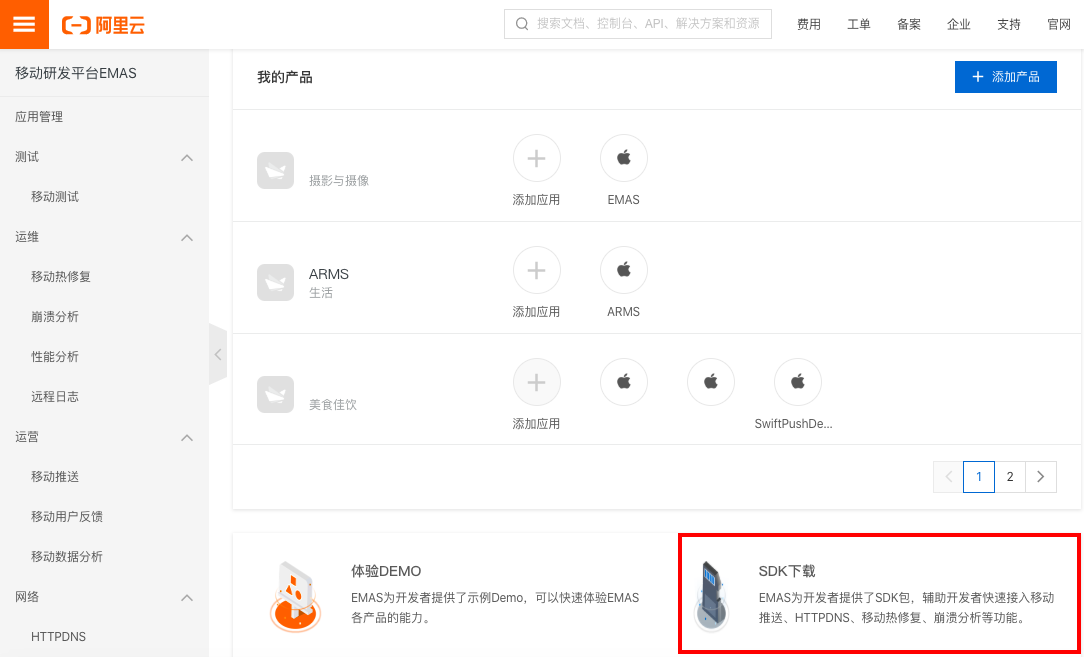 阿里云
搜索文档、控制台、API、解决方案和资源
费用
工单
备案
企业
支持
官网
移动研发平台EMAS
应用管理
测试
移动测试
运维
移动热修复
崩溃分析
性能分析
远程日志
运营
移动推送
移动用户反馈
移动数据分析
网络
HTTPDNS
我的产品
添加产品
摄影与摄像
添加应用
EMAS
ARMS
生活
添加应用
ARMS
美食佳饮
添加应用
SwiftPushDe...
1
2
体验DEMO
EMAS为开发者提供了示例Demo，可以快速体验EMAS
各产品的能力。
SDK下载
EMAS为开发者提供了SDK包，辅助开发者快速接入移动
推送、HTTPDNS、移动热修复、崩溃分析等功能。